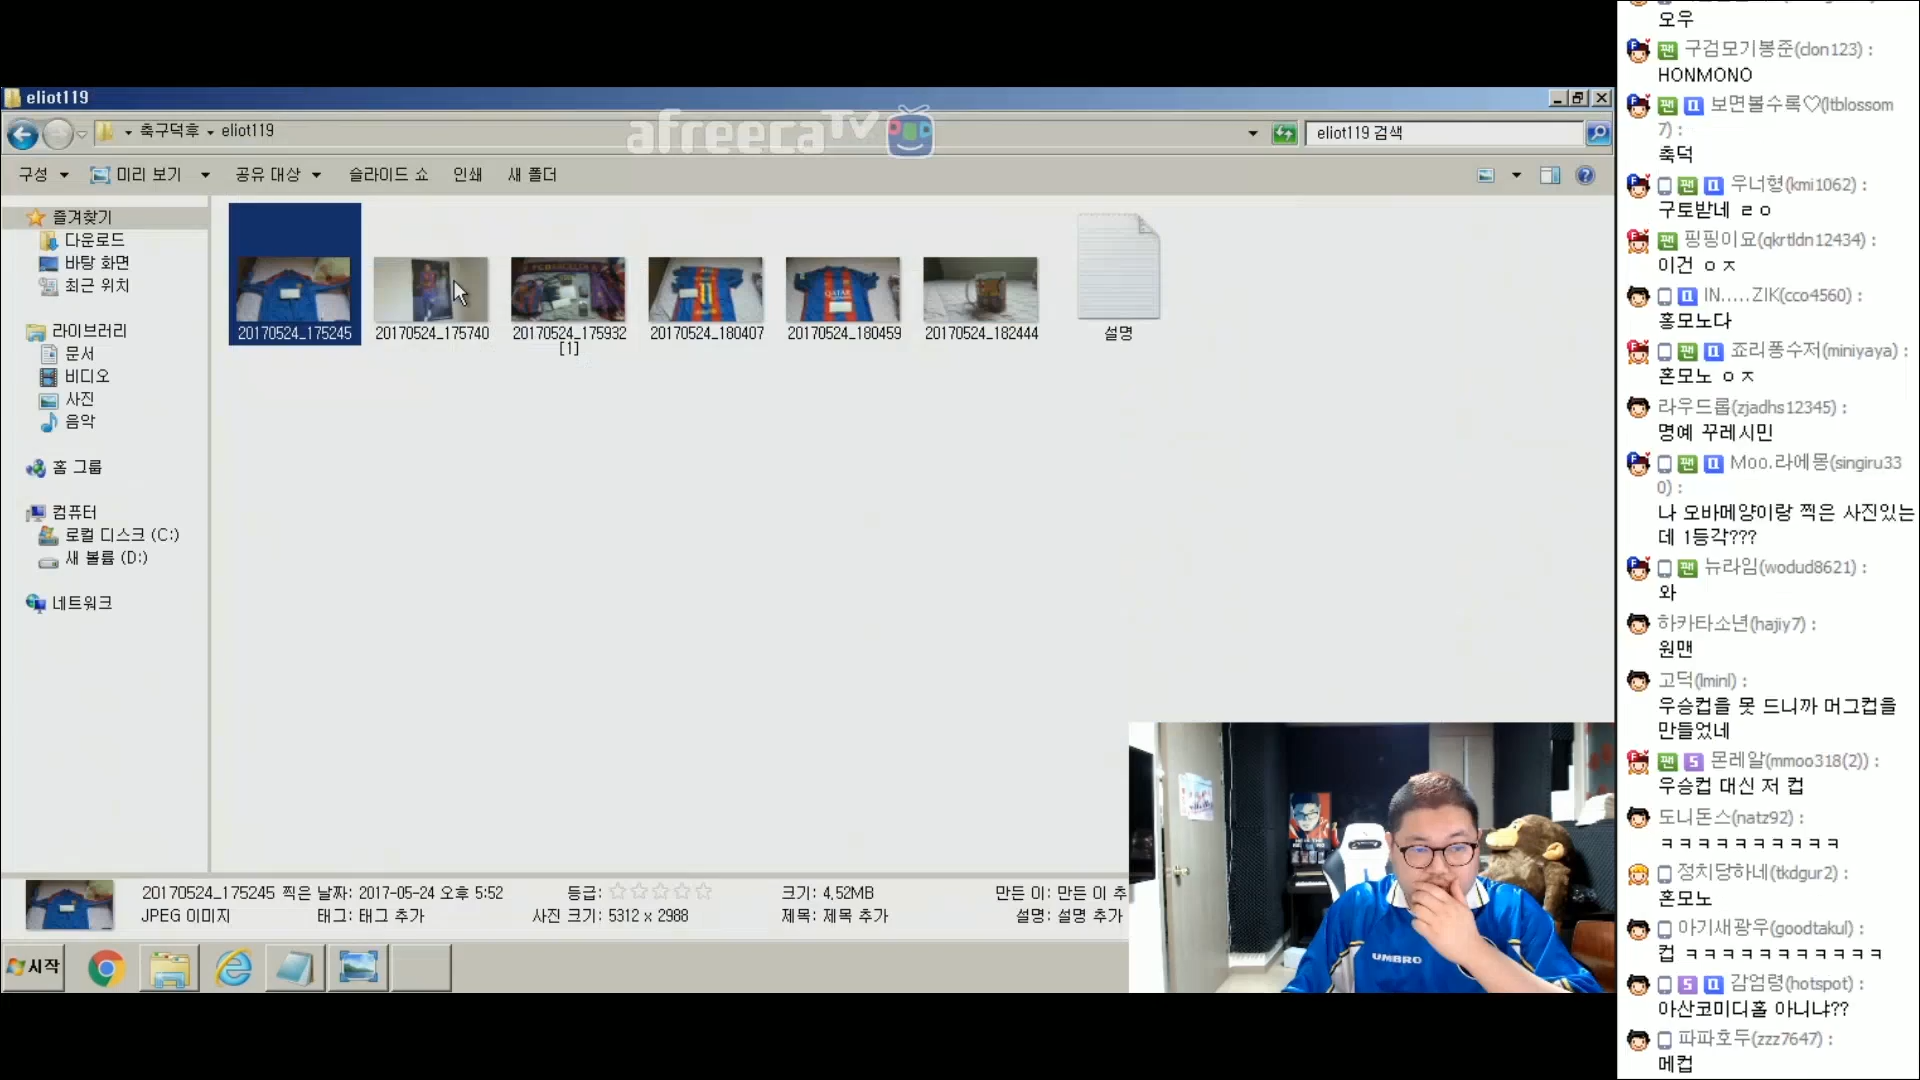 eliot119
afreecaTV
축구덕후
eliot119
eliot119 검색
구성
미리 보기
공유 대상
슬라이드 쇼
인쇄
새 폴더
즐겨찾기
다운로드
바탕 화면
최근 위치
라이브러리
문서
비디오
사진
음악
홈 그룹
컴퓨터
로컬 디스크 (C:)
새 볼륨 (D:)
네트워크
20170524_175245
20170524_175740
20170524_175932
[1]
20170524_180407
20170524_180459
20170524_182444
설명
20170524_175245 찍은 날짜: 2017-05-24 오후 5:52
등급:
크기: 4,52MB
만든 이: 만든 이 추
JPEG 이미지
태그: 태그 추가
사진 크기: 5312 x 2988
제목: 제목 추가
설명: 설명 추가
시작
UMBRO
오우
팬 구검모기봉준(clon123) :
HONMONO
팬 보면볼수록♡(ltblossom
7) :
축덕
팬 우너형(kmi1062) :
구토받네 ㄹㅇ
팬 핑핑이요(qkrtldn12434) :
이건 ㅇㅈ
IN.....ZIK(cco4560) :
홍모노다
팬 죠리퐁수저(miniyaya) :
혼모노 ㅇㅈ
라우드롭(zjadhs12345) :
명예 꾸레시민
팬 Moo.라에몽(singiru33
0) :
나 오바메양이랑 찍은 사진있는
데 1등각???
팬 뉴라임(wodud8621) :
와
하카타소년(hajiy7) :
원맨
고덕(lminl) :
우승컵을 못 드니까 머그컵을
만들었네
팬 S 몬레알(mmoo318(2)) :
우승컵 대신 저 컵
도니돈스(natz92) :
ㅋㅋㅋㅋㅋㅋㅋㅋㅋㅋ
정치당하네(tkdgur2) :
혼모노
아기새광우(goodtakul) :
컵 ㅋㅋㅋㅋㅋㅋㅋㅋㅋㅋㅋ
S 감엄령(hotspot) :
아산코미디홀 아니냐??
파파호두(zzz7647) :
메컵